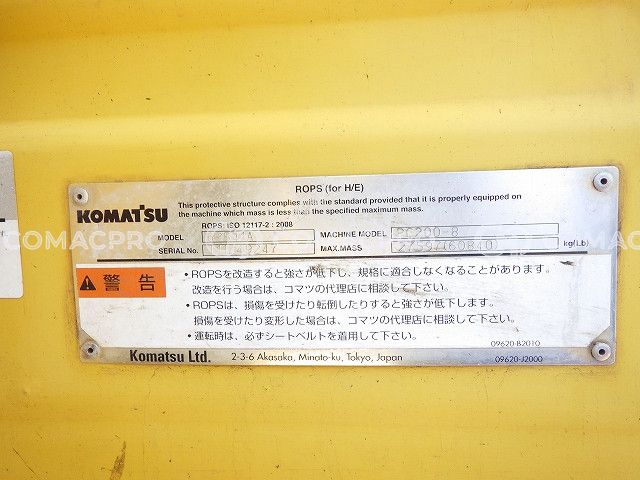 ROPS (for H/E)
This protective structure complies with the standard provided that it is properly equipped on
the machine which mass is less than the specified maximum mass.
KOMATSU
ROPS: ISO 12117-2 : 2008
MODEL MACHINE MODEL PC200-8
SERIAL No. MAX.MASS kg(Lb)
COMACPRO
警告
• ROPSを改造すると強さが低下し、規格に適合しなくなることがあります。
改造を行う場合は、コマツの代理店に相談して下さい。
• ROPSは、損傷を受けたり転倒したりすると強さが低下します。
損傷を受けたり変形した場合は、コマツの代理店に相談して下さい。
• 運転時は、必ずシートベルトを着用して下さい。
09620-B2010
Komatsu Ltd. 2-3-6 Akasaka, Minato-ku, Tokyo, Japan 09620-J2000